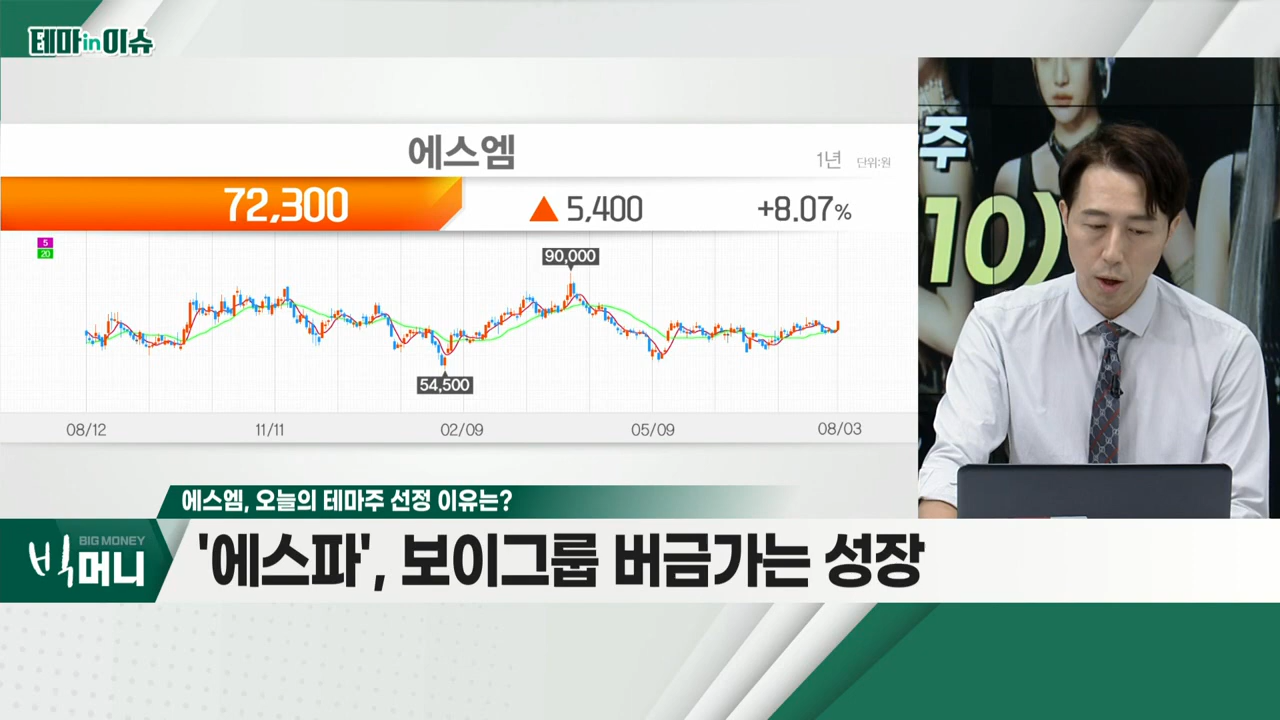 테마in이슈
에스엠
1년 단위:원
72,300 ▲ 5,400 +8.07%
5
20
90,000
54,500
08/12 11/11 02/09 05/09 08/03
주
10)
에스엠, 오늘의 테마주 선정 이유는?
BIG MONEY
빅머니
'에스파', 보이그룹 버금가는 성장